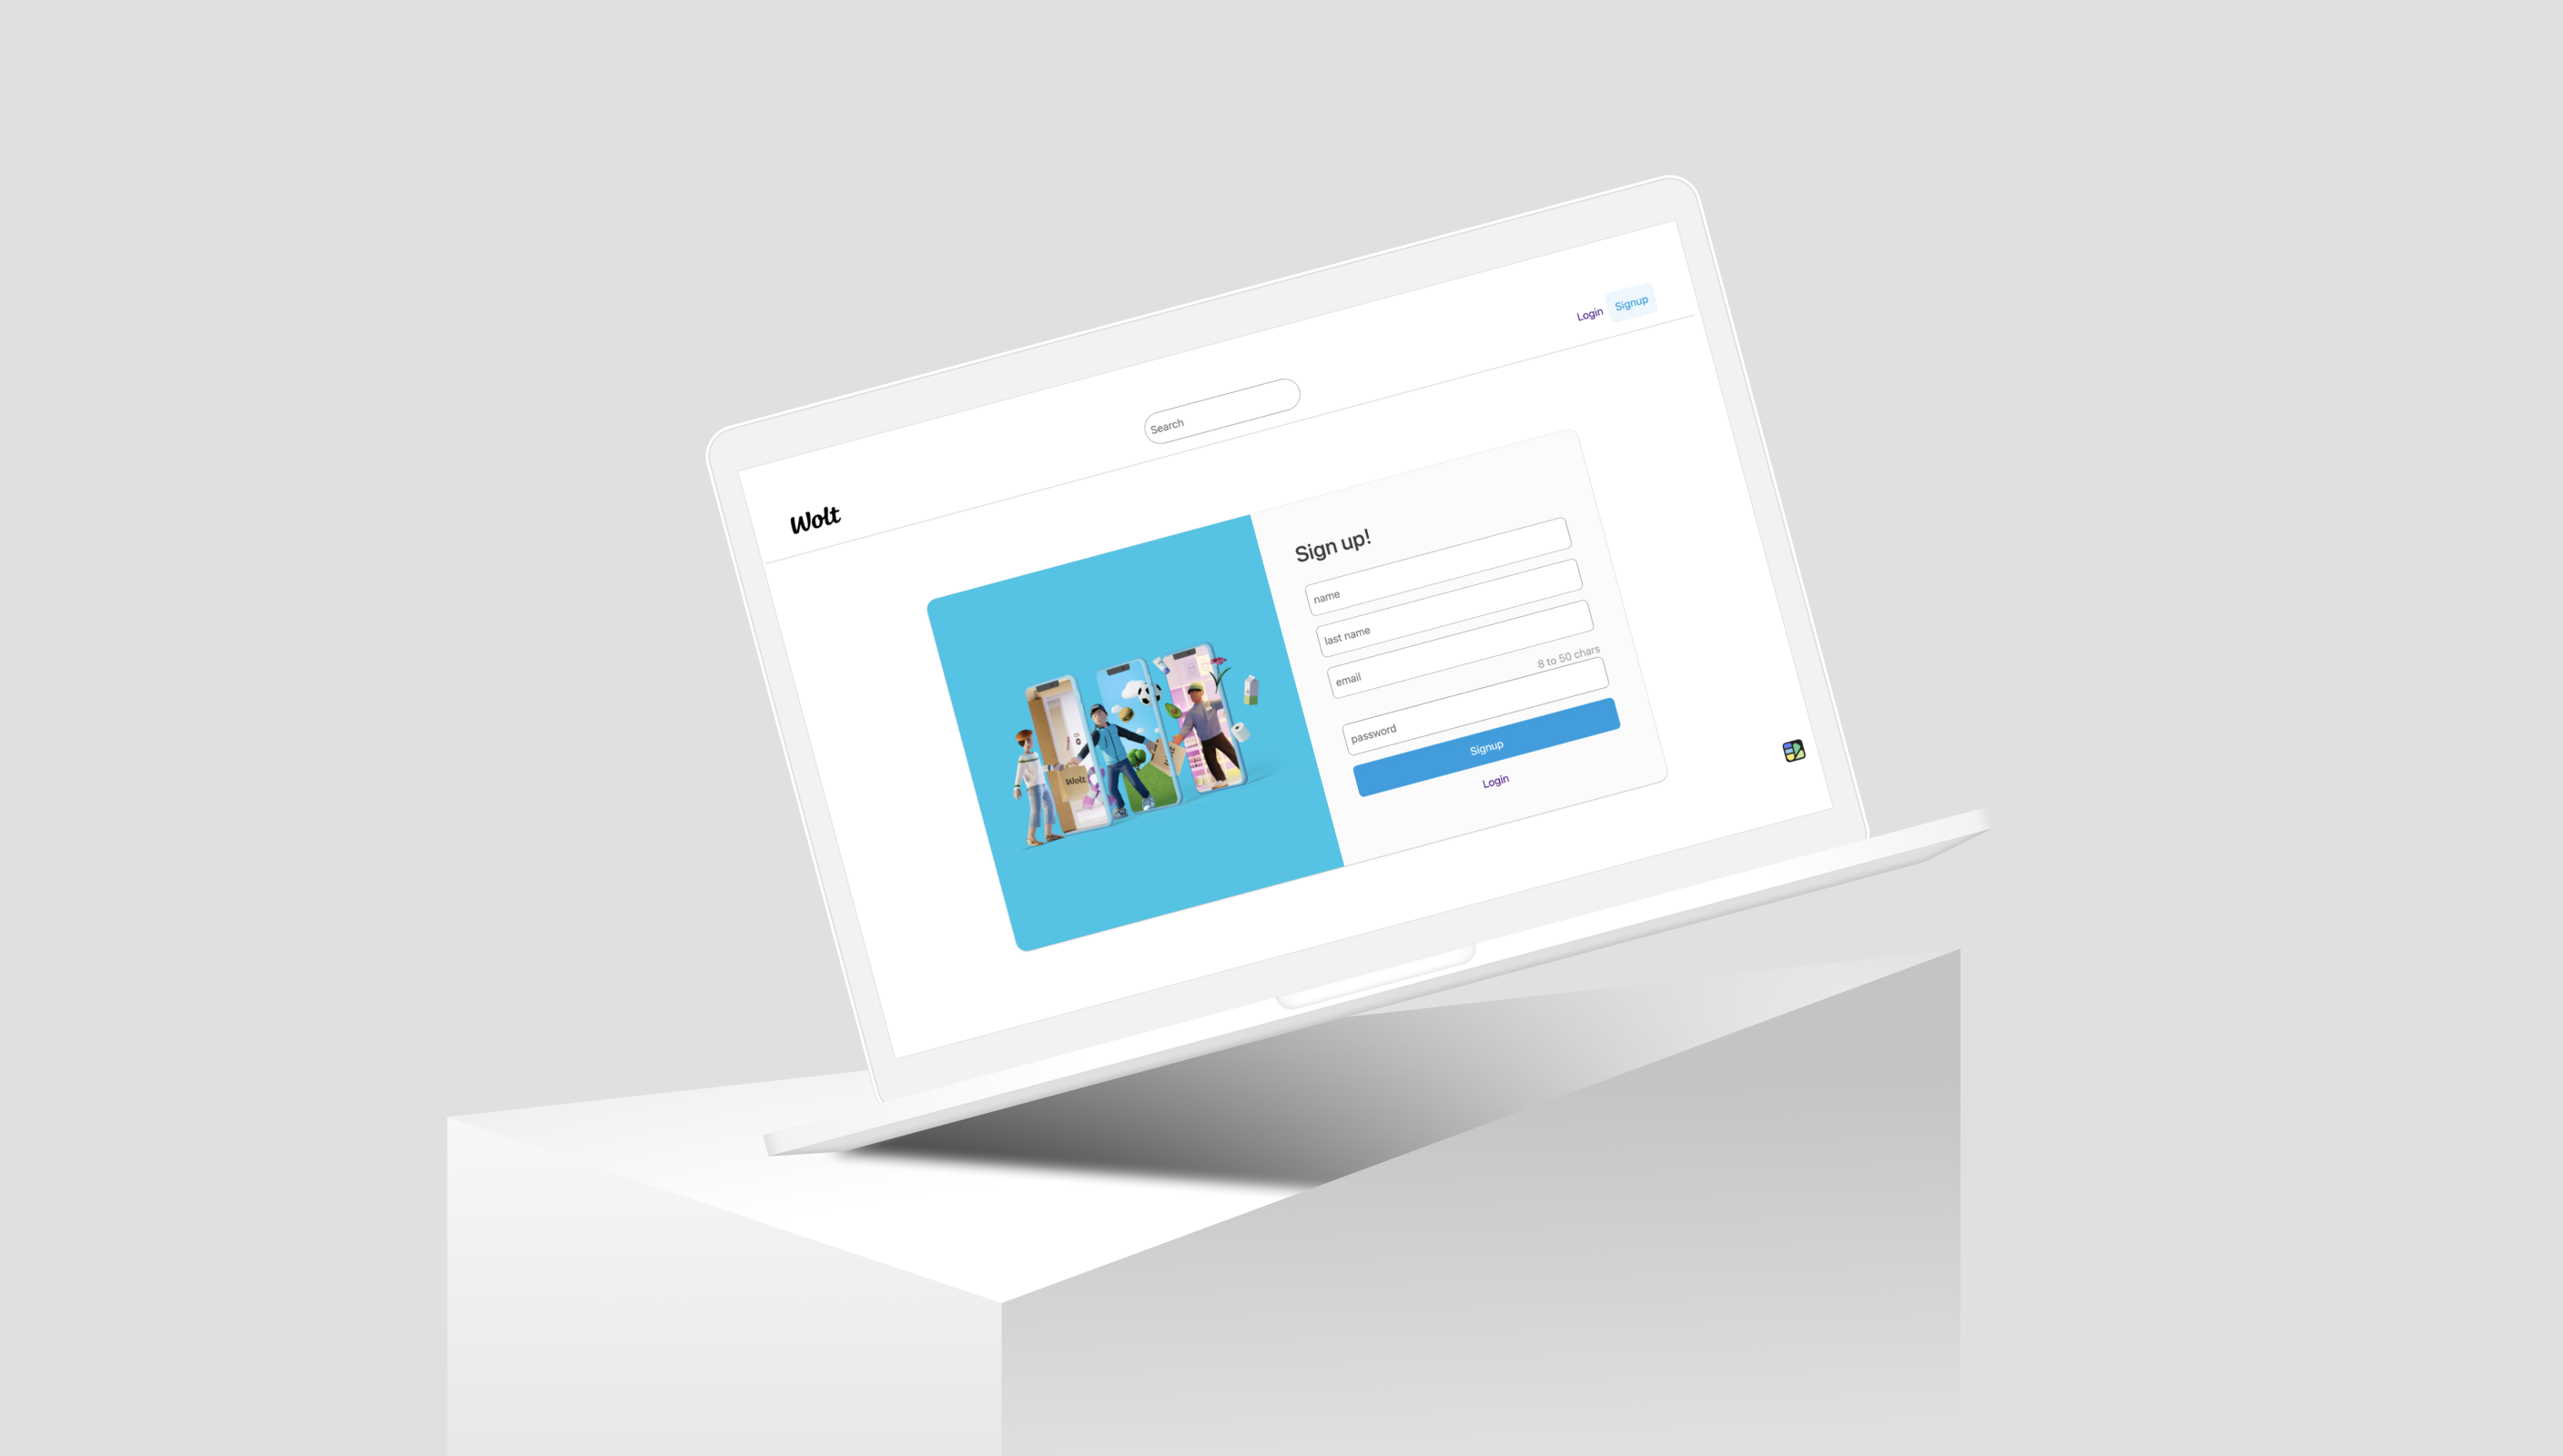 Login
Signup
Search
Wolt
Sign up!
name
last name
email
8 to 50 chars
password
Signup
Login
Wolt